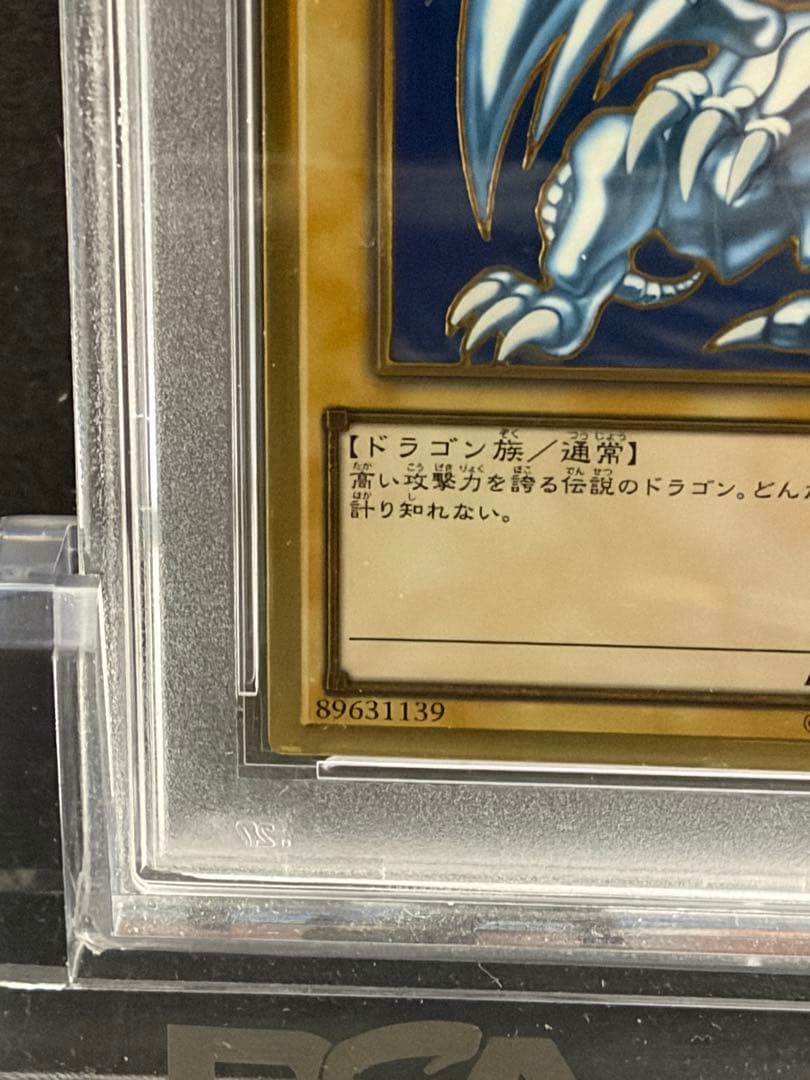 【ドラゴン族／通常】
高い攻撃力を誇る伝説のドラゴン。どん
計り知れない。
89631139